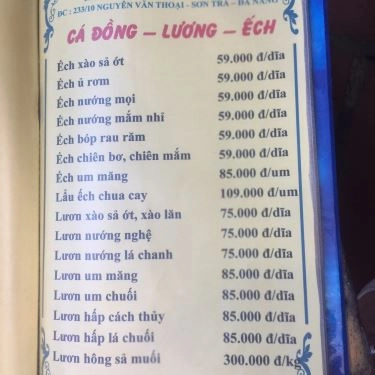 ĐC : 233/10 NGUYỄN VĂN THOẠI - SƠN TRÀ - ĐÀ NẴNG
CÁ ĐỒNG – LƯƠNG – ẾCH
Ếch xào sả ớt 59.000 đ/dĩa
Ếch ủ rơm 59.000 đ/dĩa
Ếch nướng mọi 59.000 đ/dĩa
Ếch nướng mắm nhĩ 59.000 đ/dĩa
Ếch bóp rau răm 59.000 đ/dĩa
Ếch chiên bơ, chiên mắm 59.000 đ/dĩa
Ếch um măng 85.000 đ/um
Lẩu ếch chua cay 109.000 đ/um
Lươn xào sả ớt, xào lăn 75.000 đ/dĩa
Lươn nướng nghệ 75.000 đ/dĩa
Lươn nướng lá chanh 75.000 đ/dĩa
Lươn um măng 85.000 đ/dĩa
Lươn um chuối 85.000 đ/dĩa
Lươn hấp cách thủy 85.000 đ/dĩa
Lươn hấp lá chuối 85.000 đ/dĩa
Lươn hông sả muối 300.000 đ/kg